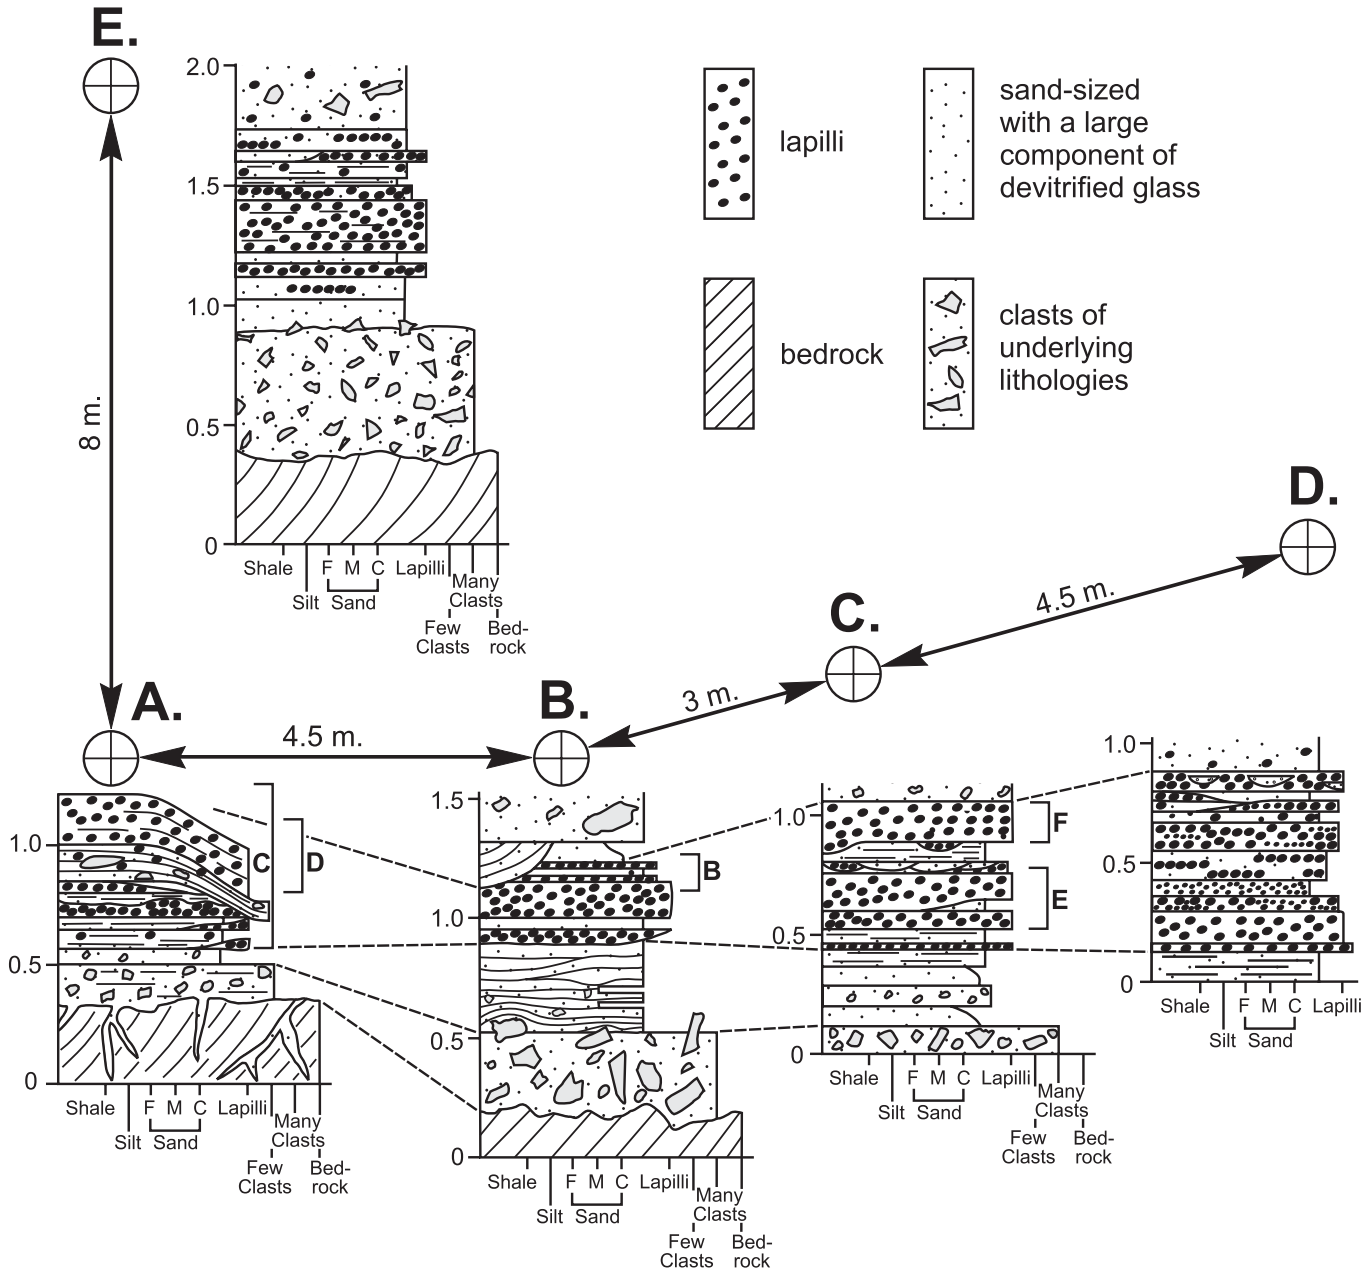 E.
2.0
1.5
1.0
0.5
0
Shale
F M C Lapilli
Many
Clasts
Silt
Sand
Few
Clasts
Bed-
rock
lapilli
sand-sized
with a large
component of
devitrified glass
bedrock
clasts of
underlying
lithologies
8 m.
D.
4.5 m.
C.
3 m.
B.
4.5 m.
A.
1.0
0.5
0
C
D
Shale
F M C Lapilli
Many
Clasts
Silt
Sand
Few
Clasts
Bed-
rock
1.5
1.0
0.5
0
B
Shale
F M C Lapilli
Many
Clasts
Silt
Sand
Few
Clasts
Bed-
rock
1.0
0.5
0
F
E
Shale
F M C Lapilli
Many
Clasts
Silt
Sand
Few
Clasts
Bed-
rock
1.0
0.5
0
Shale
F M C Lapilli
Silt
Sand